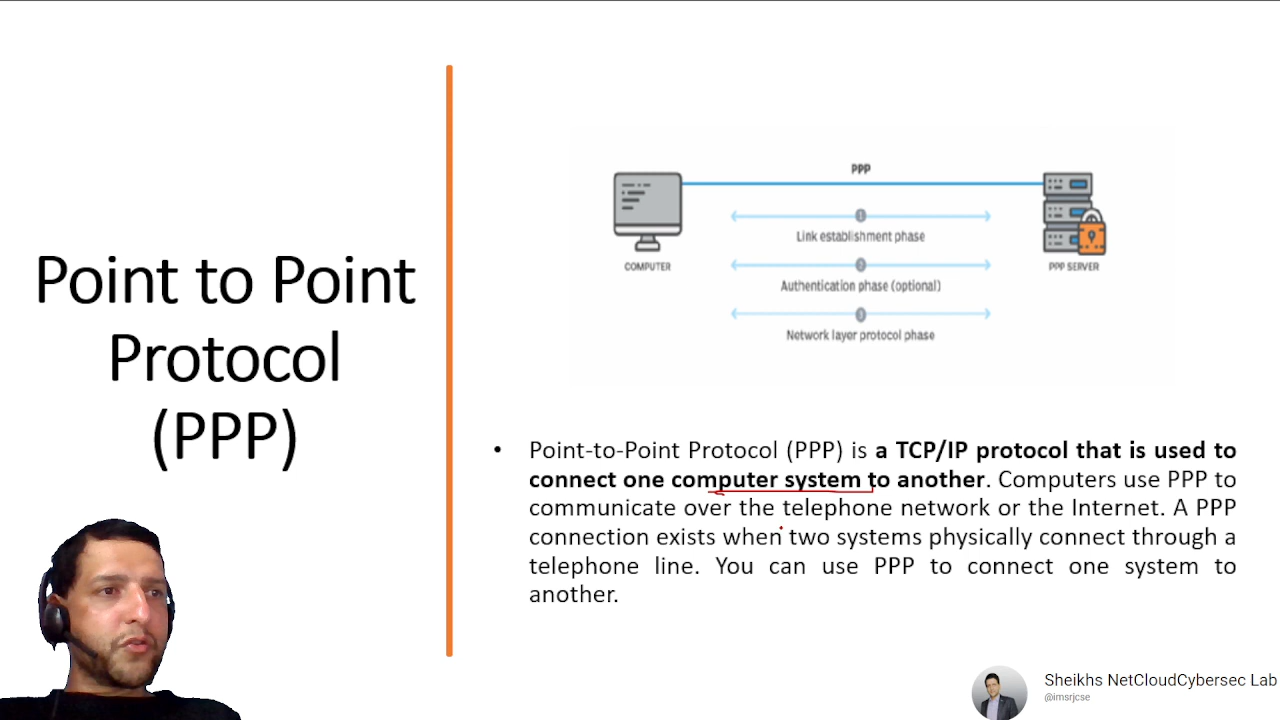 Point to Point
Protocol
(PPP)
PPP
1
Link establishment phase
COMPUTER
PPP SERVER
2
Authentication phase (optional)
3
Network layer protocol phase
• Point-to-Point Protocol (PPP) is a TCP/IP protocol that is used to
connect one computer system to another. Computers use PPP to
communicate over the telephone network or the Internet. A PPP
connection exists when two systems physically connect through a
telephone line. You can use PPP to connect one system to
another.
Sheikhs NetCloudCybersec Lab
@imsrjcse